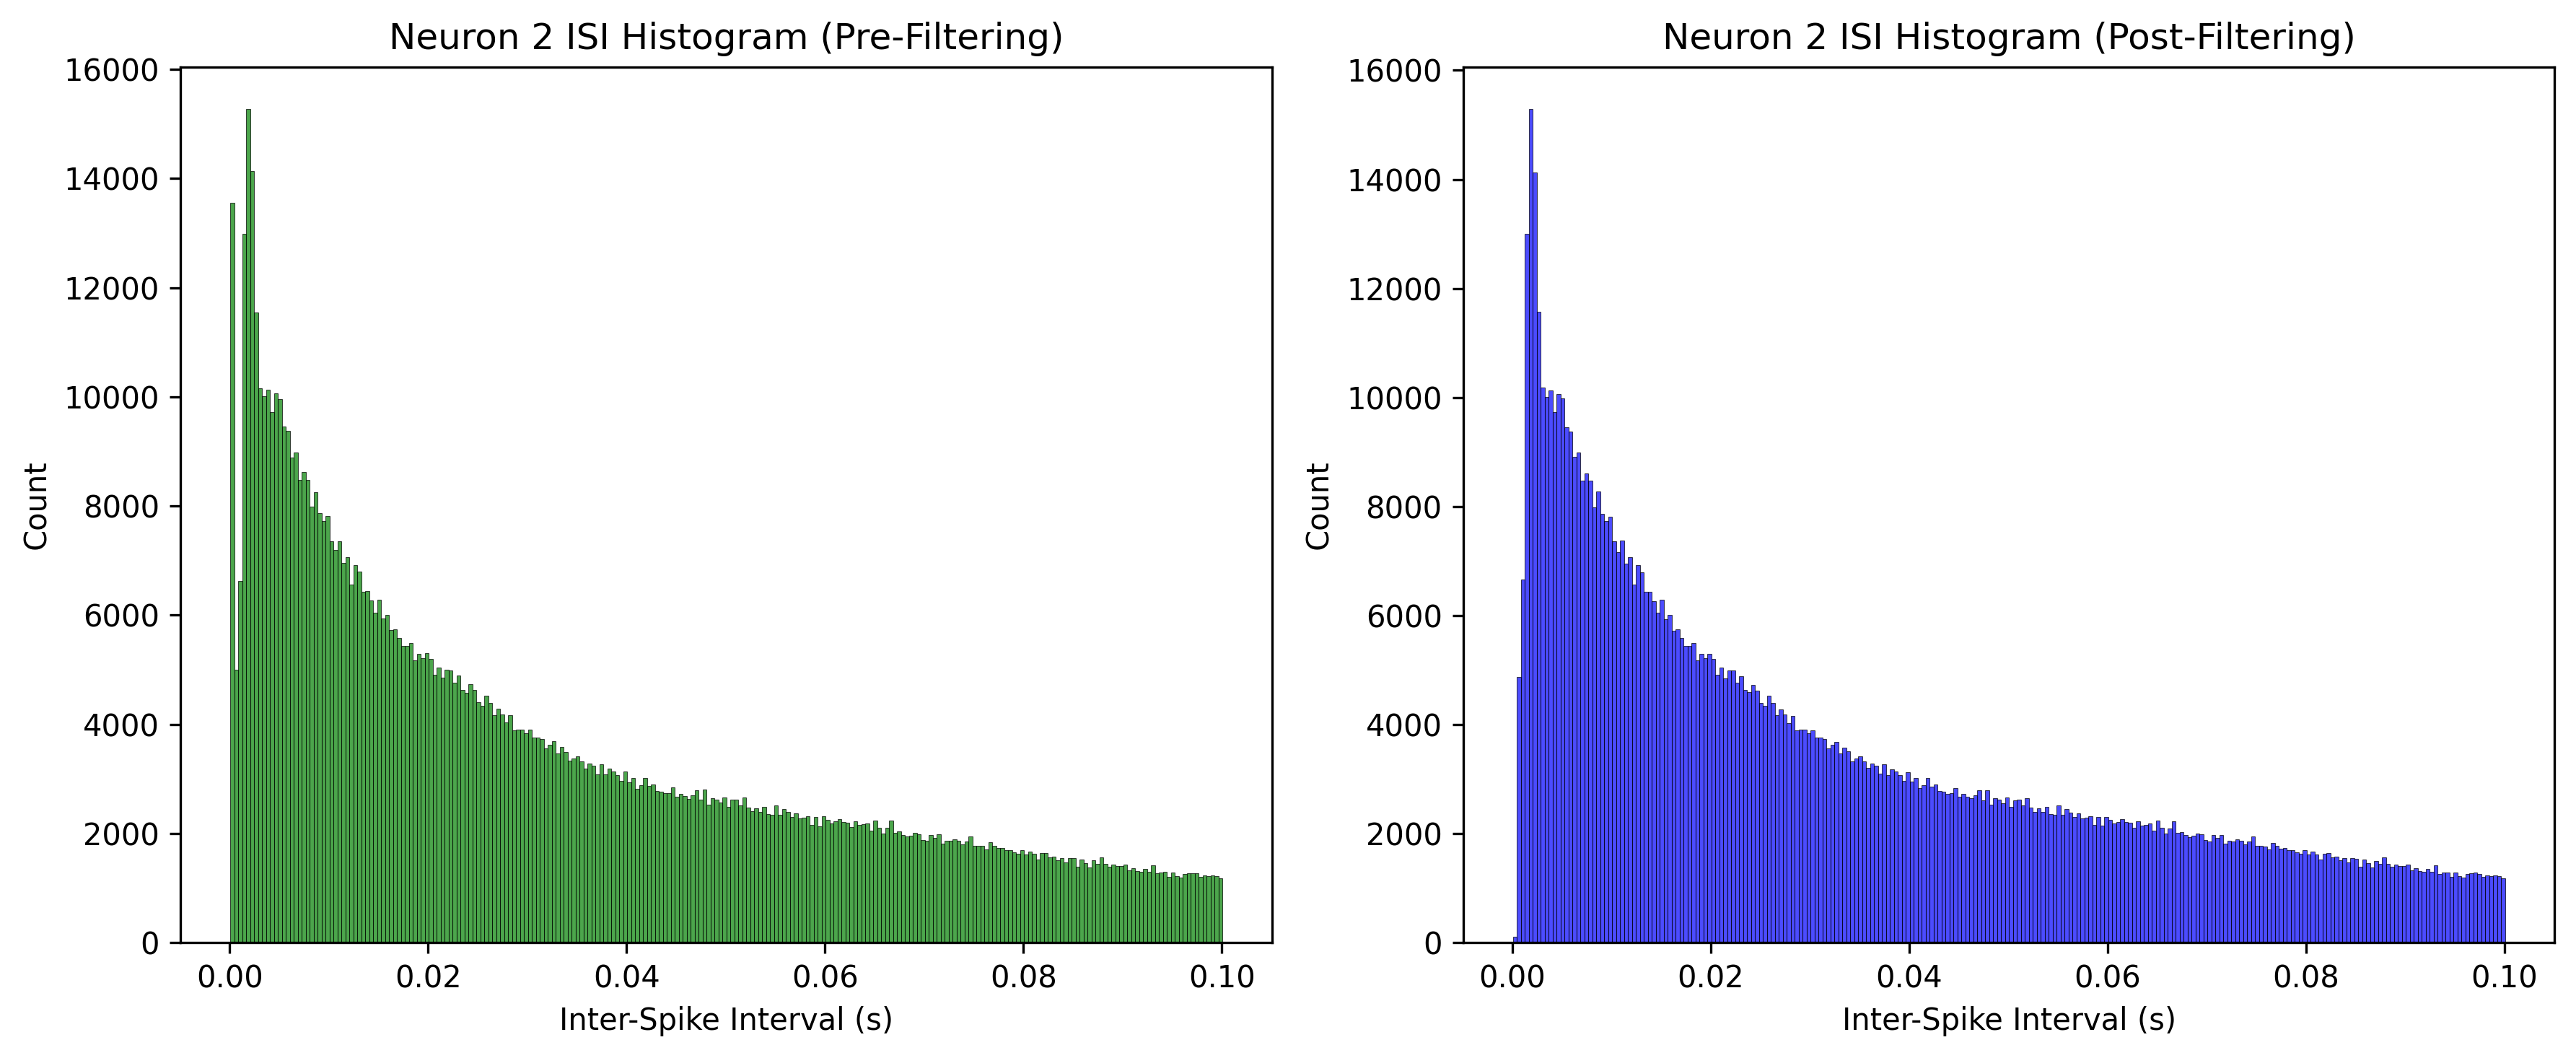 Neuron 2 ISI Histogram (Pre-Filtering)
16000
14000
12000
10000
8000
6000
4000
2000
0
Count
0.00 0.02 0.04 0.06 0.08 0.10
Inter-Spike Interval (s)
Neuron 2 ISI Histogram (Post-Filtering)
16000
14000
12000
10000
8000
6000
4000
2000
0
Count
0.00 0.02 0.04 0.06 0.08 0.10
Inter-Spike Interval (s)